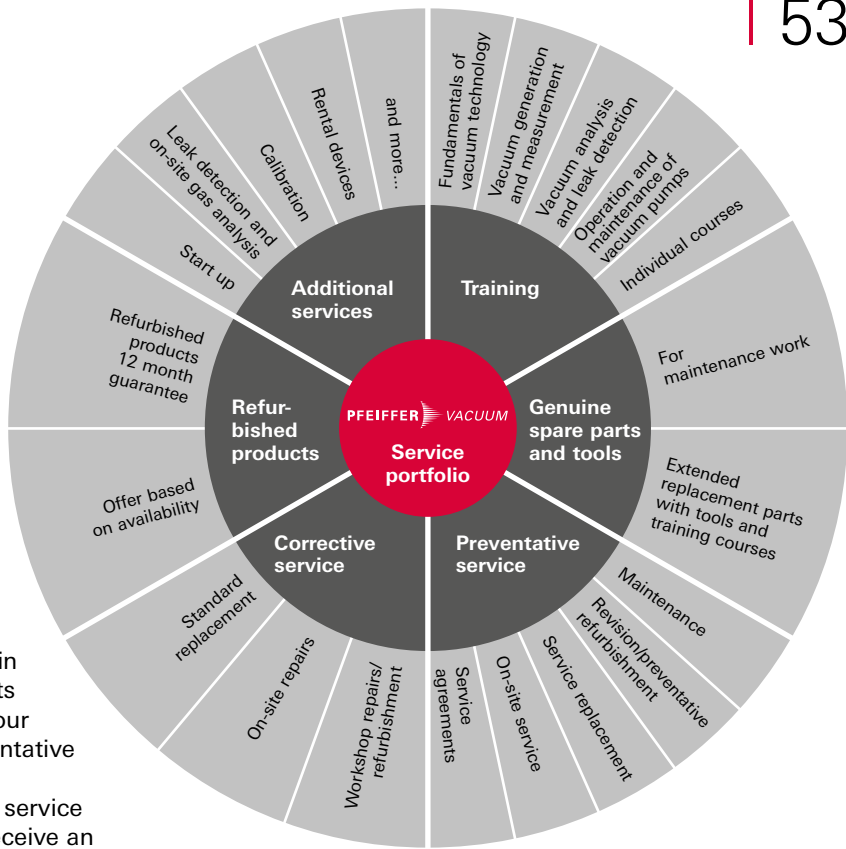 53
Fundamentals of
vacuum technology
Vacuum generation
and measurement
Vacuum analysis
and leak detection
Operation and
maintenance of
vacuum pumps
Individual courses
Training
For
maintenance work
Extended
replacement parts
with tools and
training courses
Genuine
spare parts
and tools
Maintenance
Revision/preventative
refurbishment
Service replacement
On-site service
Service
agreements
Preventative
service
Workshop repairs/
refurbishment
On-site repairs
Standard
replacement
Corrective
service
Offer based
on availability
Refurbished
products
12 month
guarantee
Refur-
bished
products
Start up
Leak detection and
on-site gas analysis
Calibration
Rental devices
and more...
Additional
services
PFEIFFER VACUUM
Service
portfolio
in
ts
our
ntative
service
ceive an